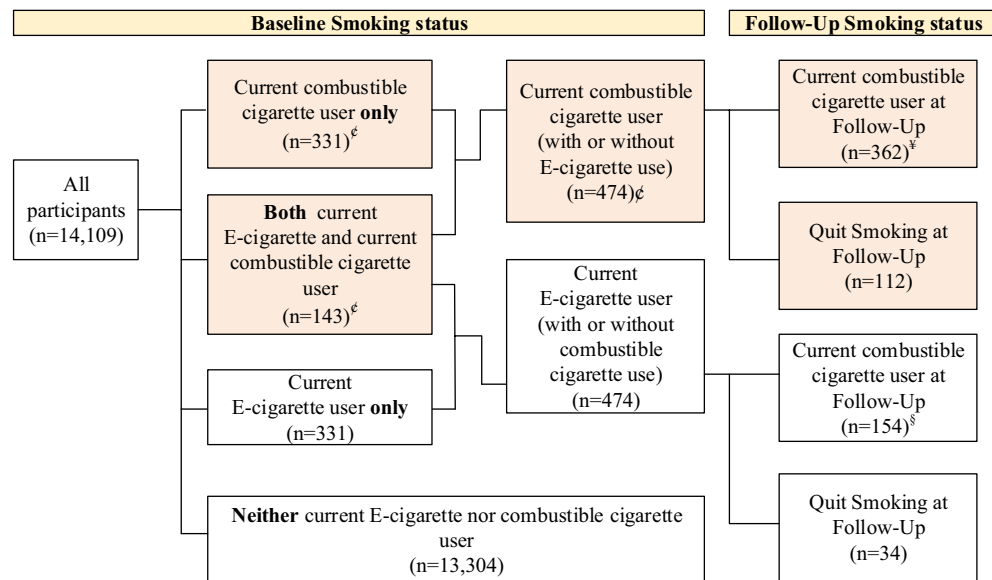 Baseline Smoking status
Follow-Up Smoking status
All
participants
(n=14,109)
Current combustible
cigarette user only
(n=331)¢
Both current
E-cigarette and current
combustible cigarette
user
(n=143)¢
Current
E-cigarette user only
(n=331)
Neither current E-cigarette nor combustible cigarette
user
(n=13,304)
Current combustible
cigarette user
(with or without
E-cigarette use)
(n=474)¢
Current
E-cigarette user
(with or without
combustible
cigarette use)
(n=474)
Current combustible
cigarette user at
Follow-Up
(n=362)¥
Quit Smoking at
Follow-Up
(n=112)
Current combustible
cigarette user at
Follow-Up
(n=154)§
Quit Smoking at
Follow-Up
(n=34)